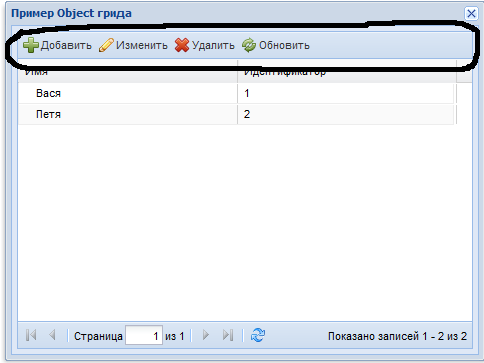 Пример Object грида
Добавить Изменить Удалить Обновить
Имя Идентификатор
Вася 1
Петя 2
Страница 1 из 1 Показано записей 1 - 2 из 2